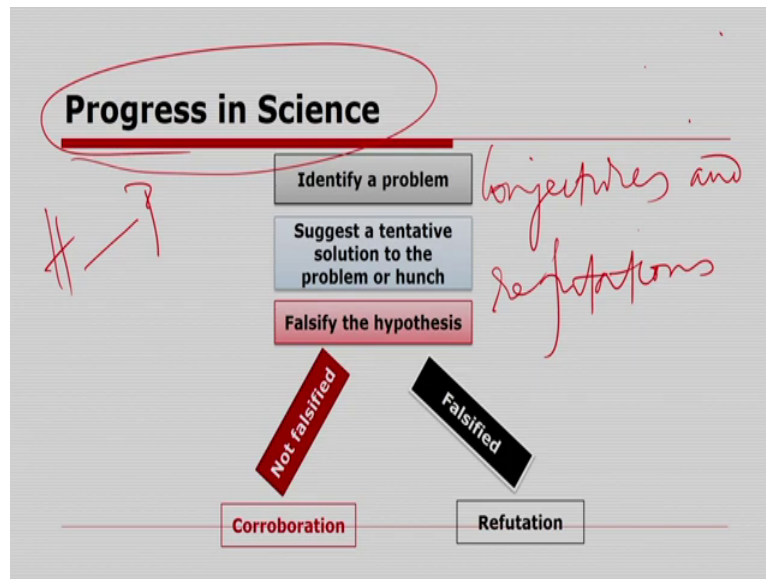 Progress in Science
Identify a problem
Conjectures and
Suggest a tentative
solution to the
problem or hunch
refutations
Falsify the hypothesis
Not falsified
Falsified
Corroboration
Refutation